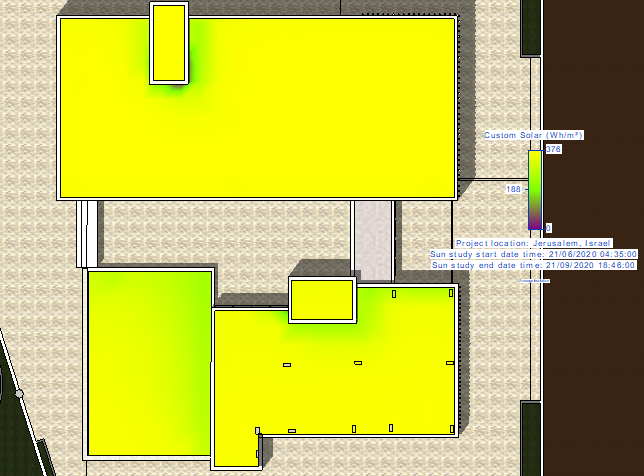 Custom Solar (Wh/m²)
376
188
0
Project location: Jerusalem, Israel
Sun study start date time: 21/06/2020 04:35:00
Sun study end date time: 21/09/2020 18:46:00